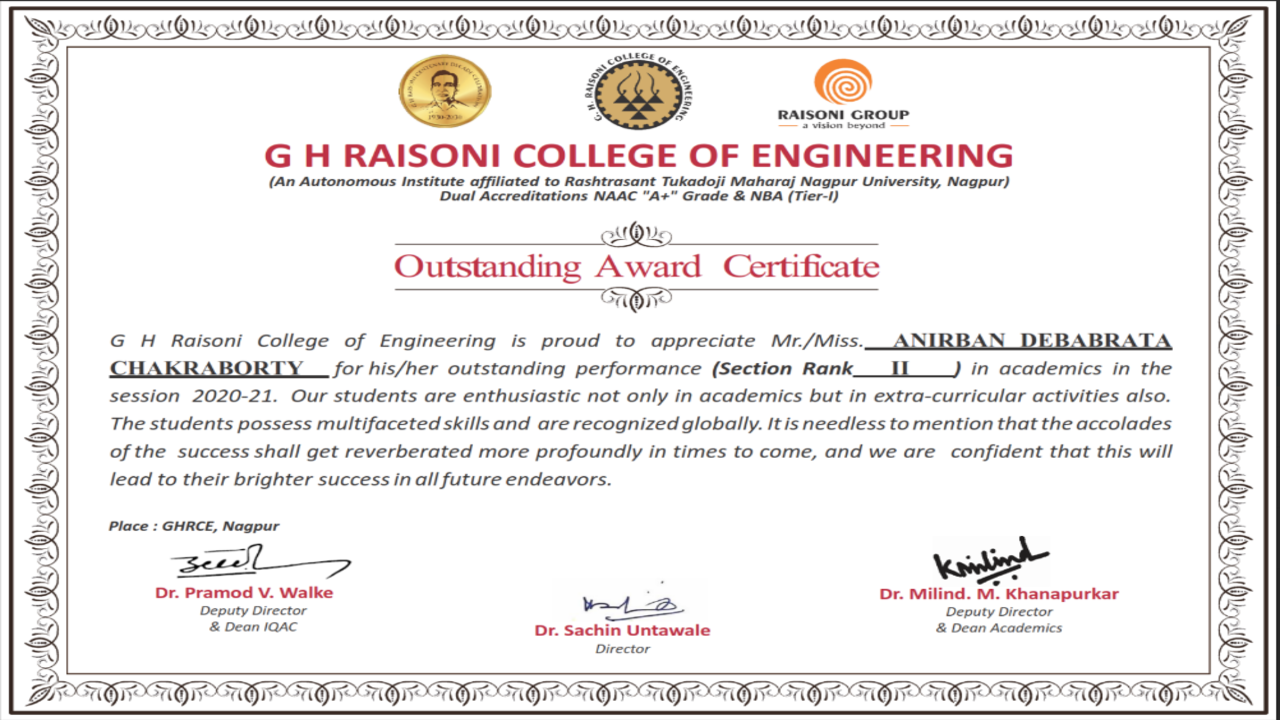 G. H. RAISONI COLLEGE OF ENGINEERING
RAISONI GROUP
a vision beyond
G H RAISONI COLLEGE OF ENGINEERING
(An Autonomous Institute affiliated to Rashtrasant Tukadoji Maharaj Nagpur University, Nagpur)
Dual Accreditations NAAC "A+" Grade & NBA (Tier-I)
Outstanding Award Certificate
G H Raisoni College of Engineering is proud to appreciate Mr./Miss. ANIRBAN DEBABRATA
CHAKRABORTY for his/her outstanding performance (Section Rank II ) in academics in the
session 2020-21. Our students are enthusiastic not only in academics but in extra-curricular activities also.
The students possess multifaceted skills and are recognized globally. It is needless to mention that the accolades
of the success shall get reverberated more profoundly in times to come, and we are confident that this will
lead to their brighter success in all future endeavors.
Place : GHRCE, Nagpur
Dr. Pramod V. Walke
Deputy Director
& Dean IQAC
Dr. Sachin Untawale
Director
Kmilind
Dr. Milind. M. Khanapurkar
Deputy Director
& Dean Academics